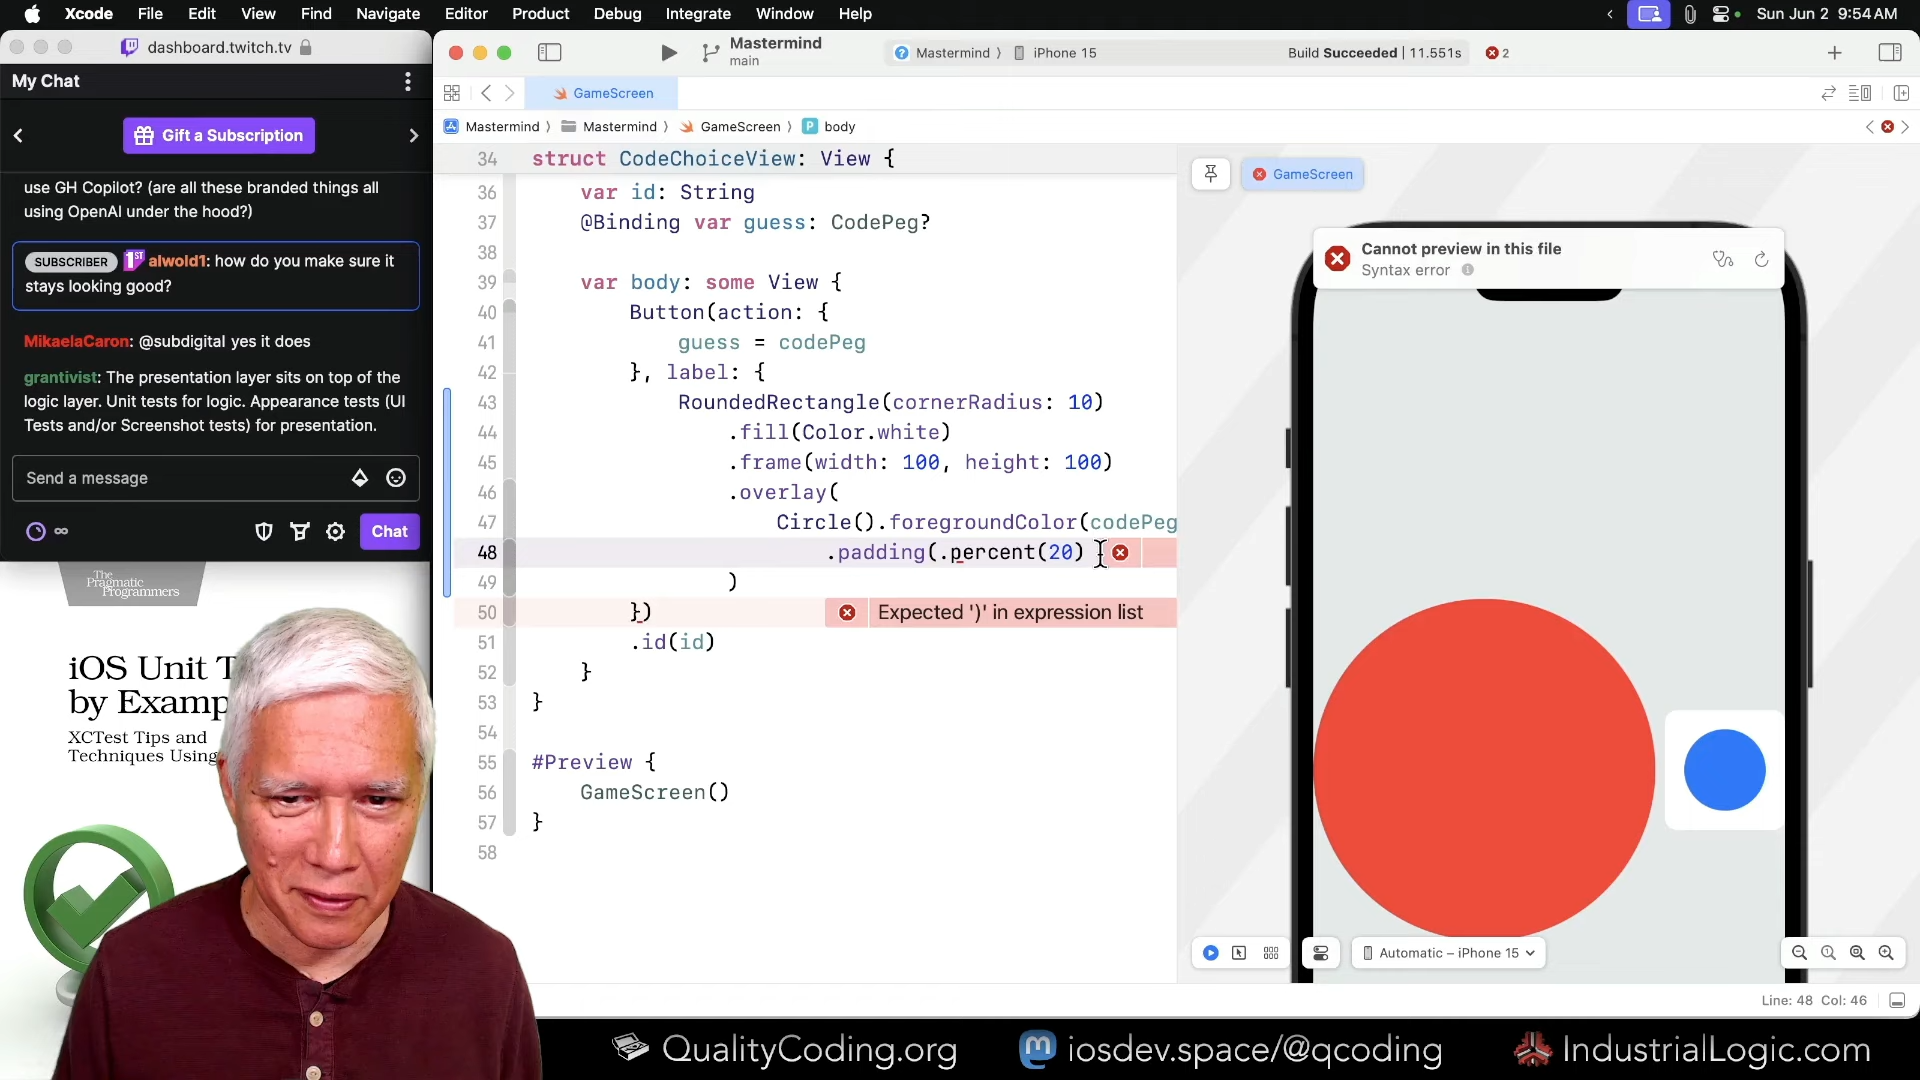 Xcode File Edit View Find Navigate Editor Product Debug Integrate Window Help
Sun Jun 2 9:54 AM
dashboard.twitch.tv
My Chat
Gift a Subscription
use GH Copilot? (are all these branded things all
using OpenAI under the hood?)
SUBSCRIBER 1ST alwold1: how do you make sure it
stays looking good?
MikaelaCaron: @subdigital yes it does
grantivist: The presentation layer sits on top of the
logic layer. Unit tests for logic. Appearance tests (UI
Tests and/or Screenshot tests) for presentation.
Send a message
∞
Chat
The
Pragmatic
Programmers
iOS Unit T
by Examp
XCTest Tips and
Techniques Using
Mastermind
main
Mastermind ⟩ iPhone 15
Build Succeeded | 11.551s
2
GameScreen
Mastermind ⟩ Mastermind ⟩ GameScreen ⟩ P body
34 struct CodeChoiceView: View {
36 var id: String
37 @Binding var guess: CodePeg?
38
39 var body: some View {
40 Button(action: {
41 guess = codePeg
42 }, label: {
43 RoundedRectangle(cornerRadius: 10)
44 .fill(Color.white)
45 .frame(width: 100, height: 100)
46 .overlay(
47 Circle().foregroundColor(codePeg
48 .padding(.percent(20)
49 )
50 }) Expected ')' in expression list
51 .id(id)
52 }
53 }
54
55 #Preview {
56 GameScreen()
57 }
58
GameScreen
Cannot preview in this file
Syntax error
Automatic – iPhone 15
Line: 48 Col: 46
QualityCoding.org
iosdev.space/@qcoding
IndustrialLogic.com